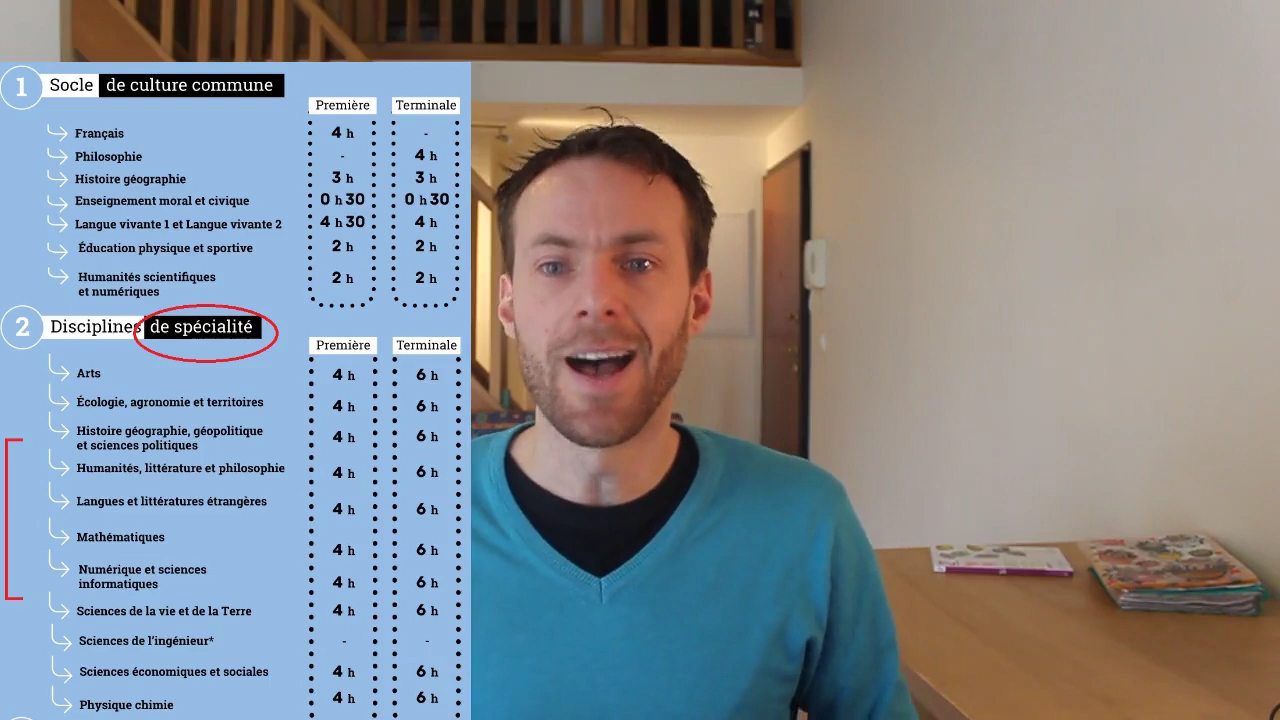 1 Socle de culture commune
Première Terminale
Français 4 h -
Philosophie - 4 h
Histoire géographie 3 h 3 h
Enseignement moral et civique 0 h 30 0 h 30
Langue vivante 1 et Langue vivante 2 4 h 30 4 h
Éducation physique et sportive 2 h 2 h
Humanités scientifiques
et numériques 2 h 2 h
2 Disciplines de spécialité
Première Terminale
Arts 4 h 6 h
Écologie, agronomie et territoires 4 h 6 h
Histoire géographie, géopolitique
et sciences politiques 4 h 6 h
Humanités, littérature et philosophie 4 h 6 h
Langues et littératures étrangères 4 h 6 h
Mathématiques 4 h 6 h
Numérique et sciences
informatiques 4 h 6 h
Sciences de la vie et de la Terre 4 h 6 h
Sciences de l'ingénieur* - -
Sciences économiques et sociales 4 h 6 h
Physique chimie 4 h 6 h